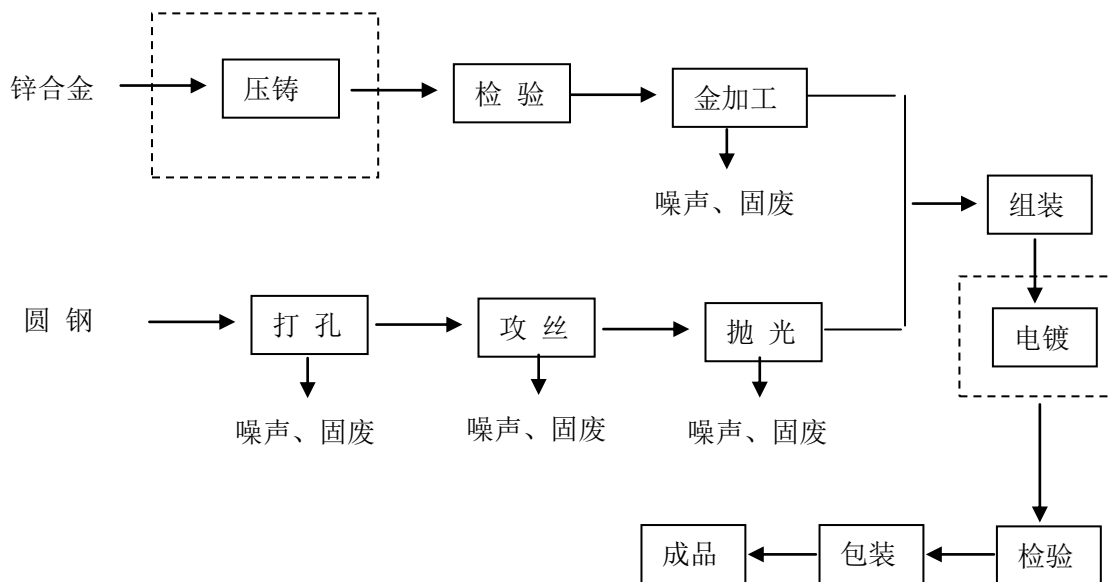 锌合金
压铸
检 验
金加工
噪声、固废
组装
圆 钢
打 孔
攻 丝
抛 光
电镀
噪声、固废
噪声、固废
噪声、固废
成品
包装
检验